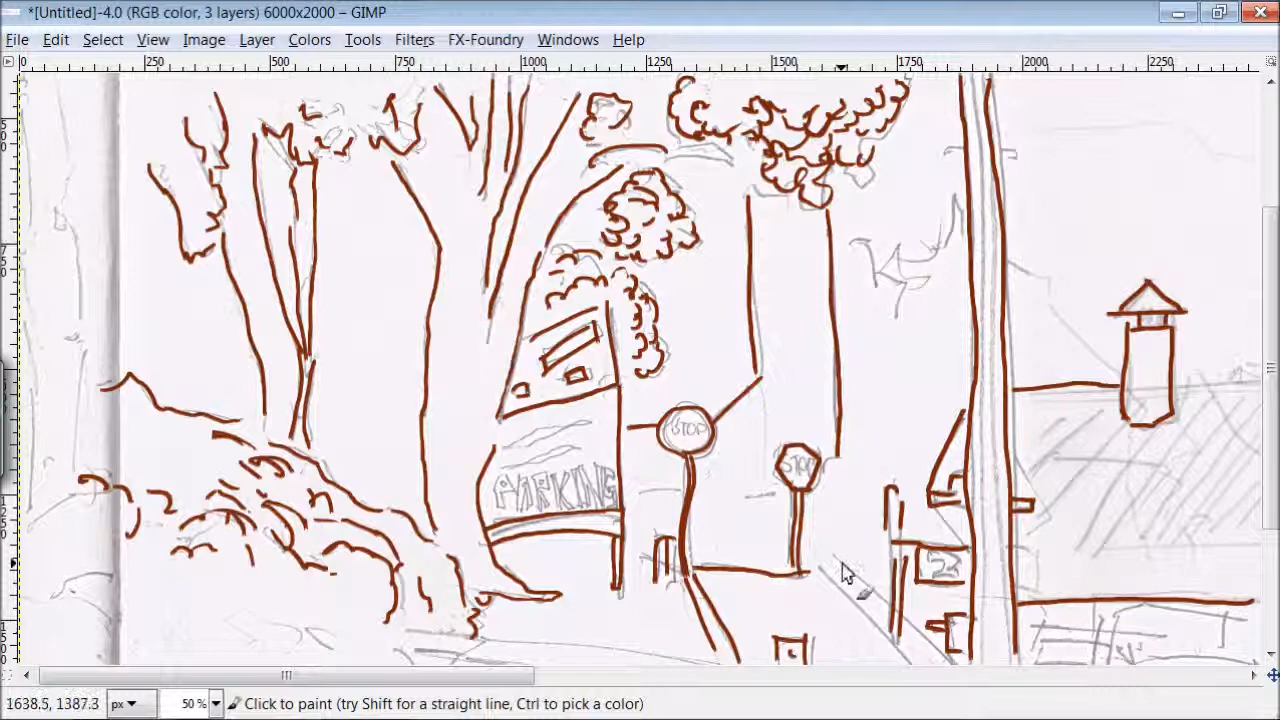 *[Untitled]-4.0 (RGB color, 3 layers) 6000x2000 – GIMP
File Edit Select View Image Layer Colors Tools Filters FX-Foundry Windows Help
0 250 500 750 1000 1250 1500 1750 2000 2250
STOP
STOP
PARKING
1638.5, 1387.3 px 50 % Click to paint (try Shift for a straight line, Ctrl to pick a color)